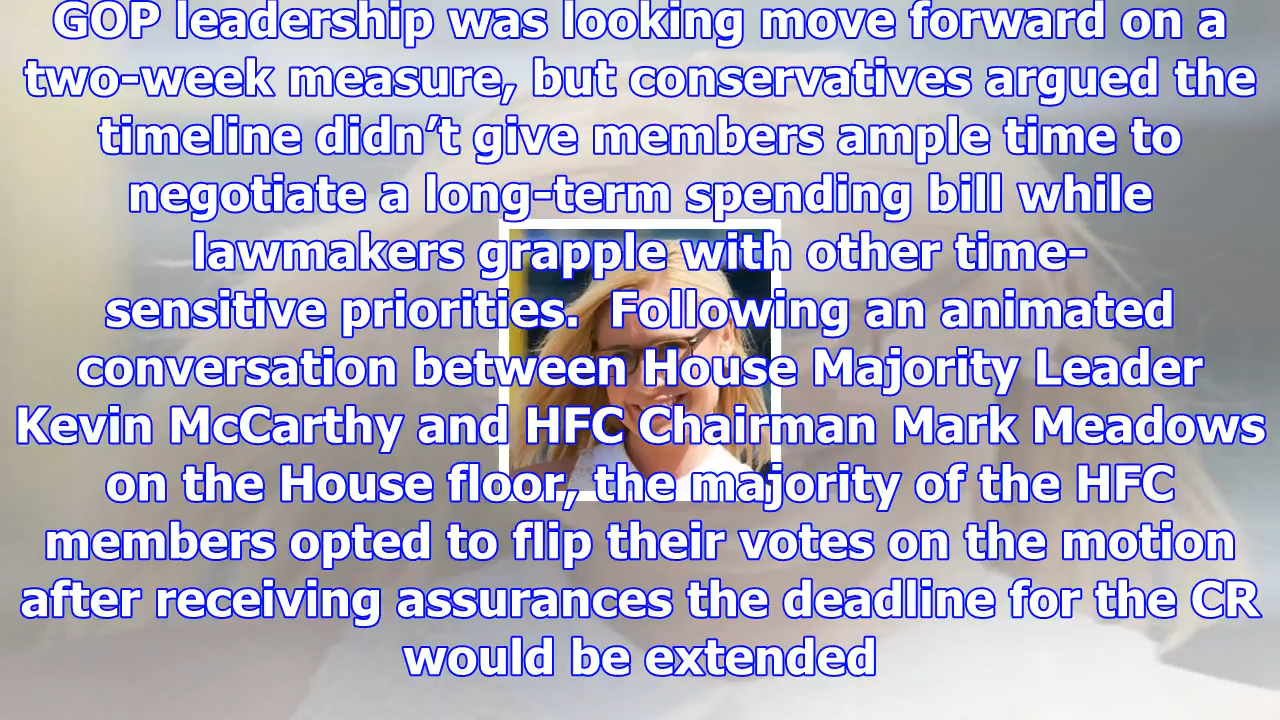 GOP leadership was looking move forward on a
two-week measure, but conservatives argued the
timeline didn’t give members ample time to
negotiate a long-term spending bill while
lawmakers grapple with other time-
sensitive priorities.  Following an animated
conversation between House Majority Leader
Kevin McCarthy and HFC Chairman Mark Meadows
on the House floor, the majority of the HFC
members opted to flip their votes on the motion
after receiving assurances the deadline for the CR
would be extended